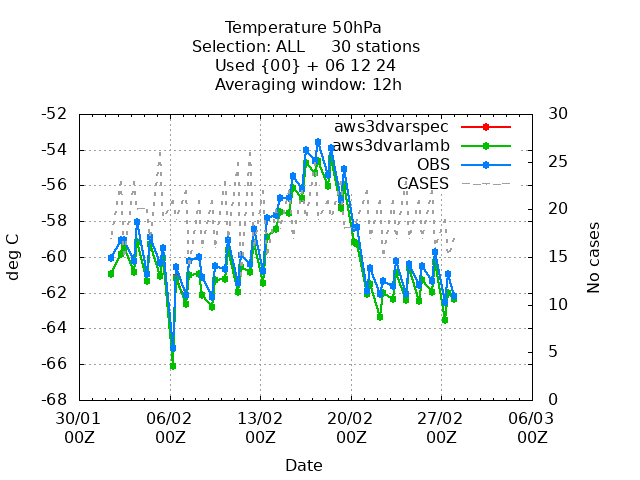 Temperature 50hPa
Selection: ALL 30 stations
Used {00} + 06 12 24
Averaging window: 12h
aws3dvarspec
aws3dvarlamb
OBS
CASES
-52
-54
-56
-58
-60
-62
-64
-66
-68
deg C
30
25
20
15
10
5
0
No cases
30/01 06/02 13/02 20/02 27/02 06/03
00Z 00Z 00Z 00Z 00Z 00Z
Date